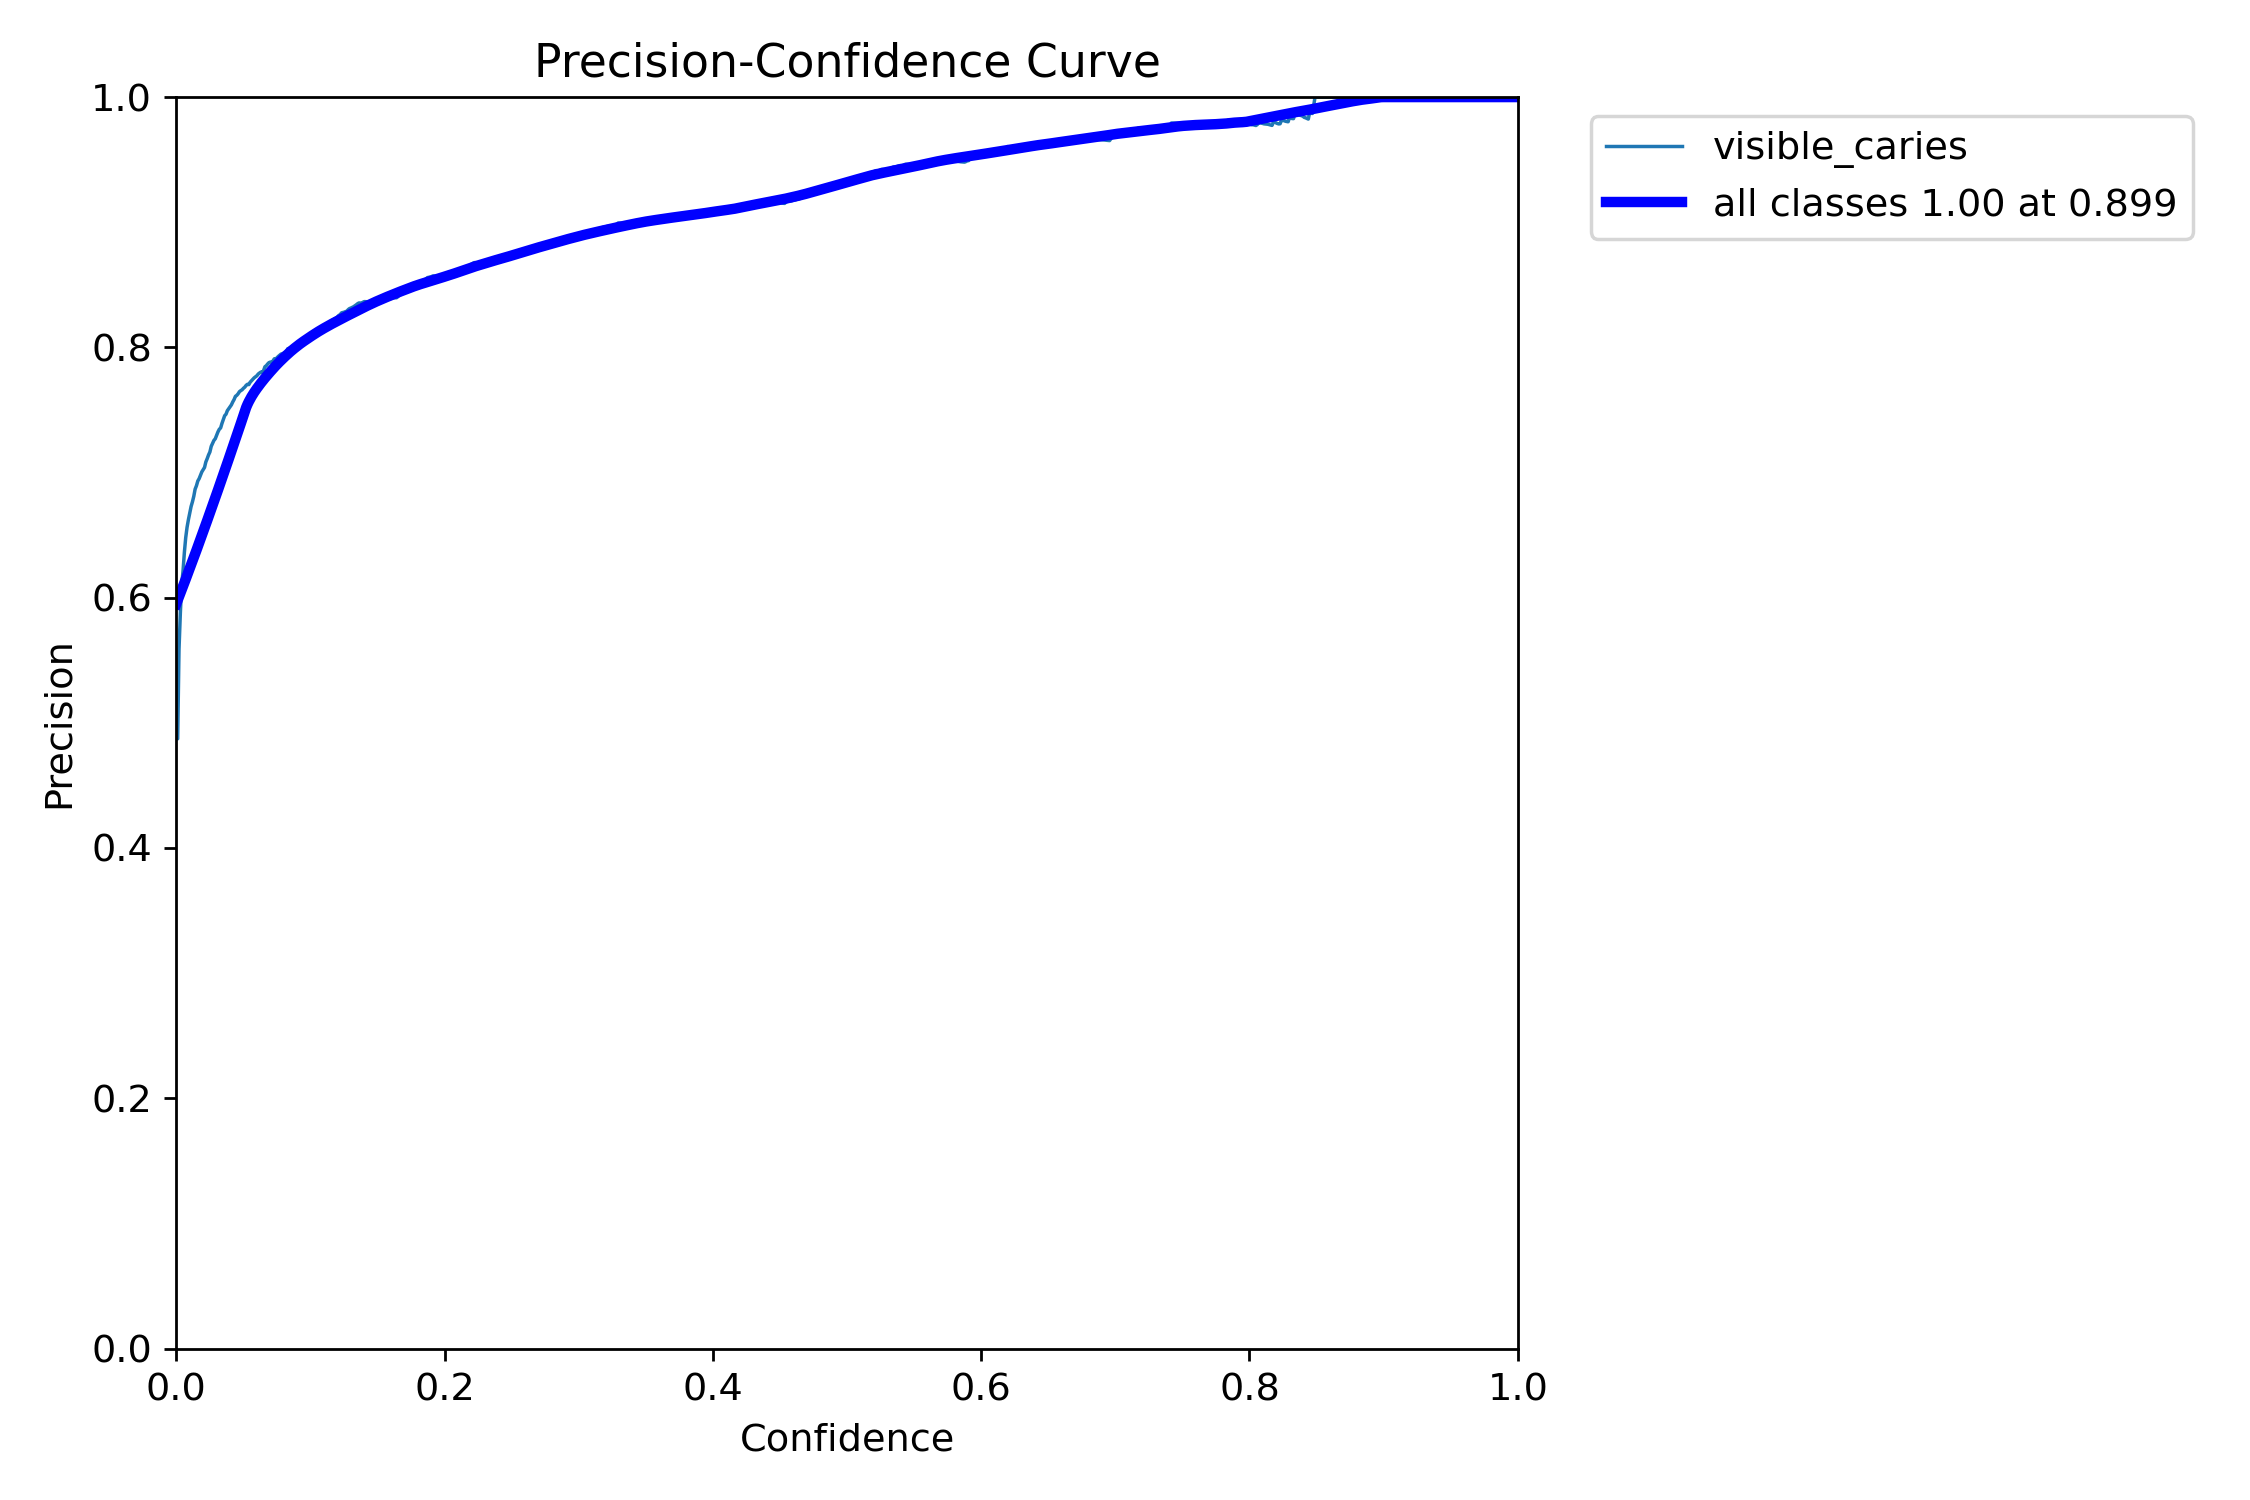 Precision-Confidence Curve
1.0
0.8
0.6
0.4
0.2
0.0
Precision
0.0 0.2 0.4 0.6 0.8 1.0
Confidence
visible_caries
all classes 1.00 at 0.899